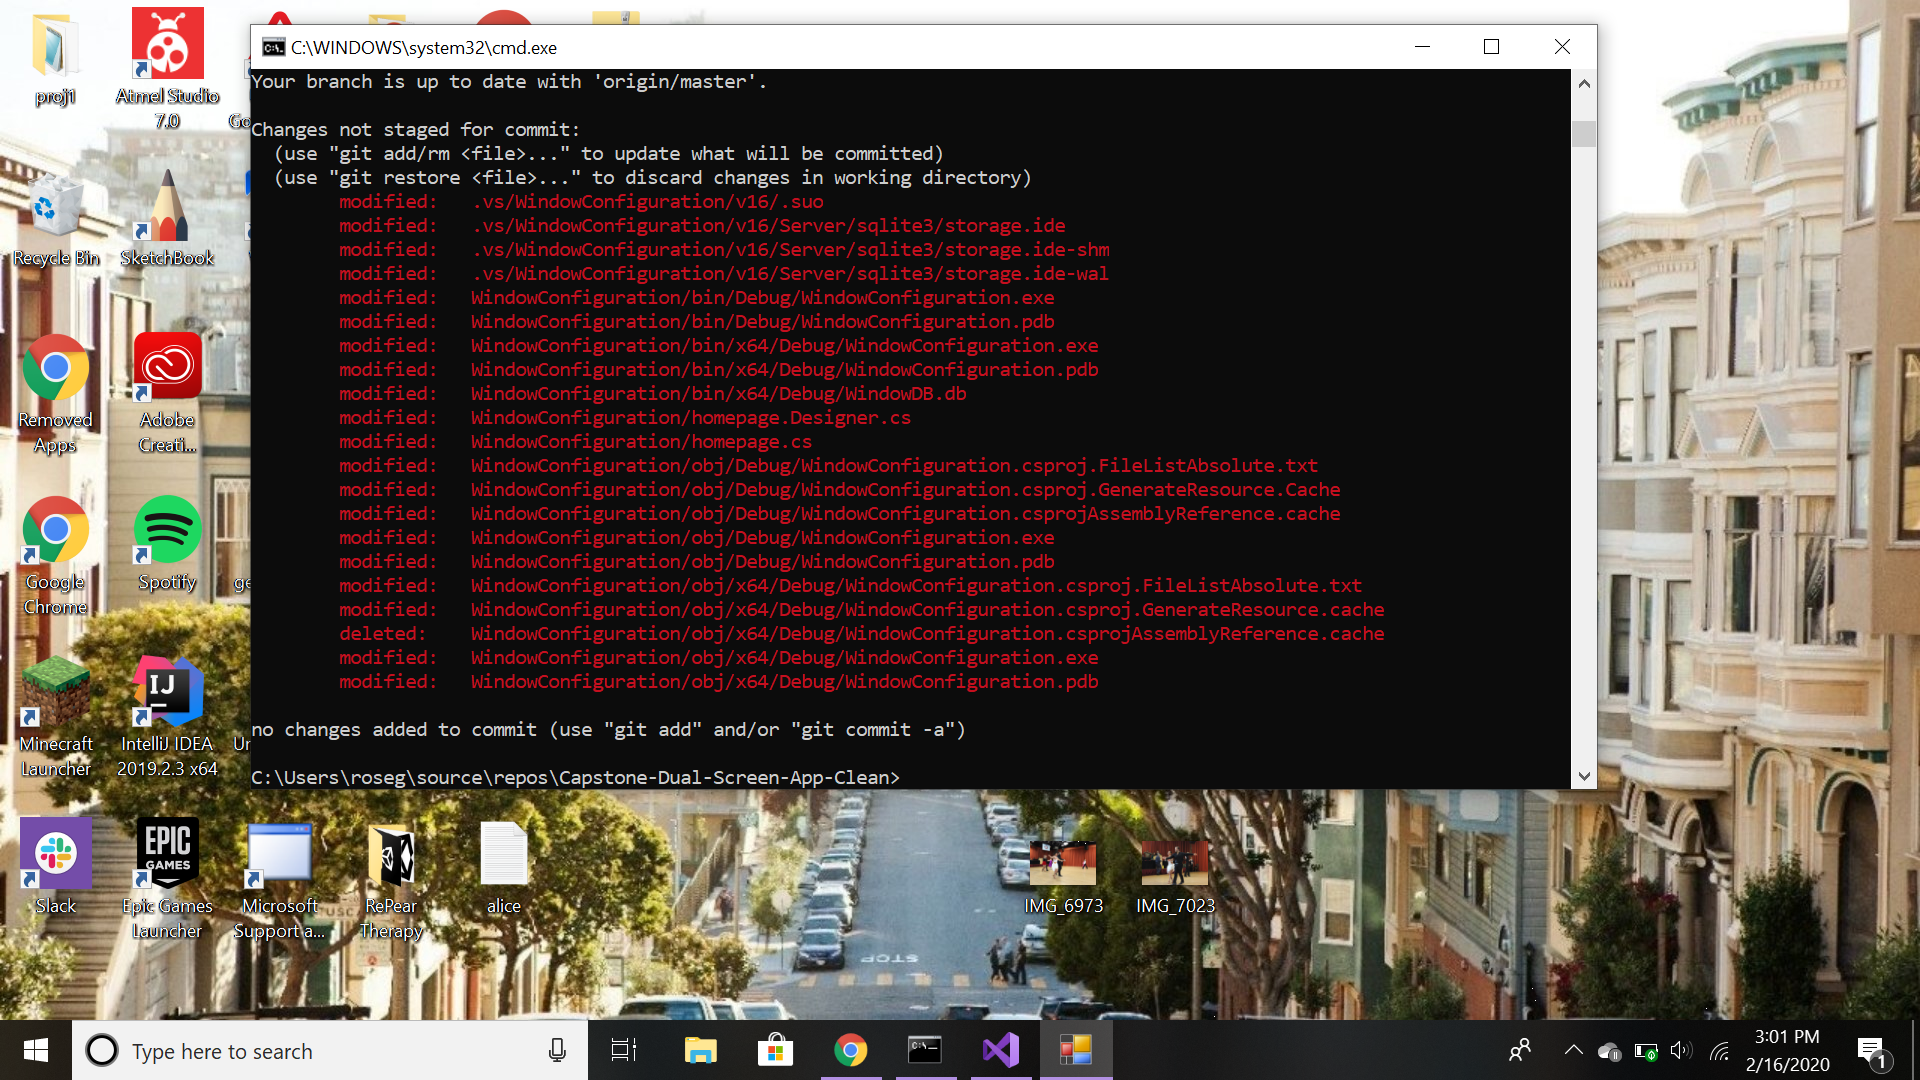 C:\WINDOWS\system32\cmd.exe
Your branch is up to date with 'origin/master'.
Changes not staged for commit:
(use "git add/rm <file>..." to update what will be committed)
(use "git restore <file>..." to discard changes in working directory)
modified: .vs/WindowConfiguration/v16/.suo
modified: .vs/WindowConfiguration/v16/Server/sqlite3/storage.ide
modified: .vs/WindowConfiguration/v16/Server/sqlite3/storage.ide-shm
modified: .vs/WindowConfiguration/v16/Server/sqlite3/storage.ide-wal
modified: WindowConfiguration/bin/Debug/WindowConfiguration.exe
modified: WindowConfiguration/bin/Debug/WindowConfiguration.pdb
modified: WindowConfiguration/bin/x64/Debug/WindowConfiguration.exe
modified: WindowConfiguration/bin/x64/Debug/WindowConfiguration.pdb
modified: WindowConfiguration/bin/x64/Debug/WindowDB.db
modified: WindowConfiguration/homepage.Designer.cs
modified: WindowConfiguration/homepage.cs
modified: WindowConfiguration/obj/Debug/WindowConfiguration.csproj.FileListAbsolute.txt
modified: WindowConfiguration/obj/Debug/WindowConfiguration.csproj.GenerateResource.Cache
modified: WindowConfiguration/obj/Debug/WindowConfiguration.csprojAssemblyReference.cache
modified: WindowConfiguration/obj/Debug/WindowConfiguration.exe
modified: WindowConfiguration/obj/Debug/WindowConfiguration.pdb
modified: WindowConfiguration/obj/x64/Debug/WindowConfiguration.csproj.FileListAbsolute.txt
modified: WindowConfiguration/obj/x64/Debug/WindowConfiguration.csproj.GenerateResource.cache
deleted: WindowConfiguration/obj/x64/Debug/WindowConfiguration.csprojAssemblyReference.cache
modified: WindowConfiguration/obj/x64/Debug/WindowConfiguration.exe
modified: WindowConfiguration/obj/x64/Debug/WindowConfiguration.pdb
no changes added to commit (use "git add" and/or "git commit -a")
C:\Users\roseg\source\repos\Capstone-Dual-Screen-App-Clean>
proj1
Atmel Studio
7.0
Go
Recycle Bin
SketchBook
Removed
Apps
Adobe
Creati...
Google
Chrome
Spotify
ge
Minecraft
Launcher
IJ
IntelliJ IDEA
2019.2.3 x64
Un
Slack
EPIC
GAMES
Epic Games
Launcher
Microsoft
Support a...
RePear
Therapy
alice
IMG_6973
IMG_7023
STOP
Type here to search
3:01 PM
2/16/2020
1